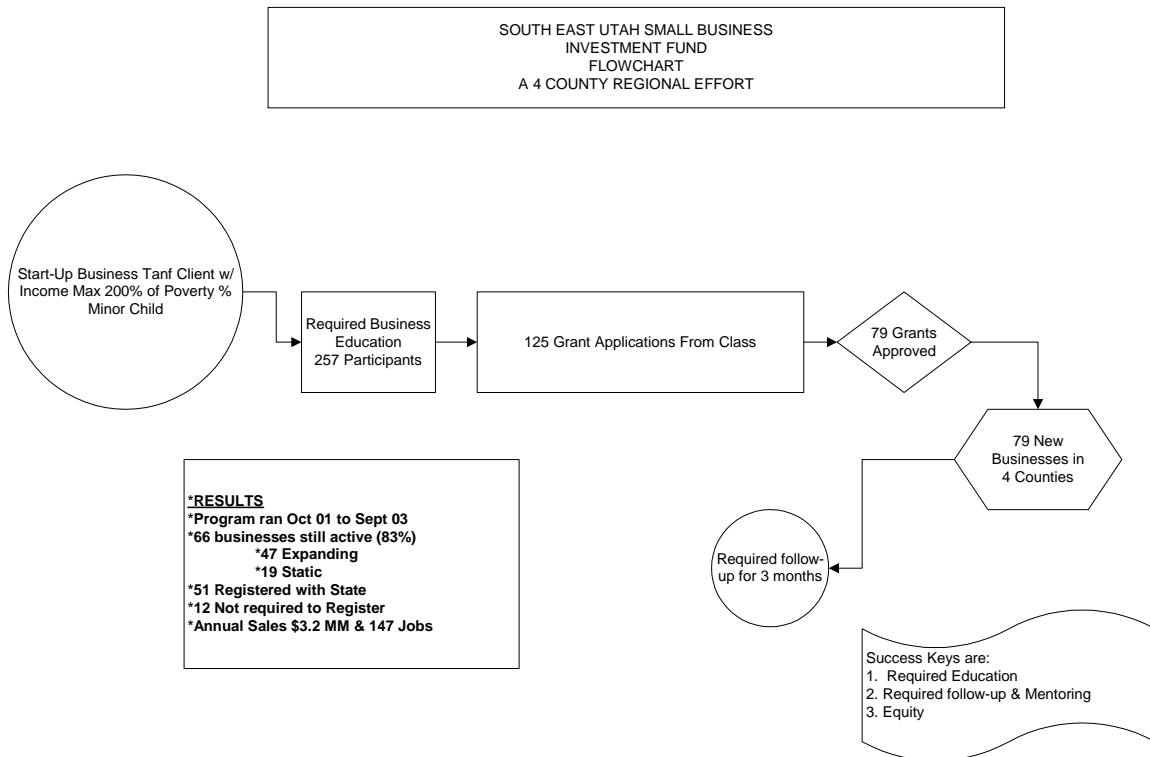 SOUTH EAST UTAH SMALL BUSINESS
INVESTMENT FUND
FLOWCHART
A 4 COUNTY REGIONAL EFFORT
Start-Up Business Tanf Client w/
Income Max 200% of Poverty %
Minor Child
Required Business
Education
257 Participants
125 Grant Applications From Class
79 Grants
Approved
79 New
Businesses in
4 Counties
Required follow-
up for 3 months
*RESULTS
*Program ran Oct 01 to Sept 03
*66 businesses still active (83%)
*47 Expanding
*19 Static
*51 Registered with State
*12 Not required to Register
*Annual Sales $3.2 MM & 147 Jobs
Success Keys are:
1. Required Education
2. Required follow-up & Mentoring
3. Equity